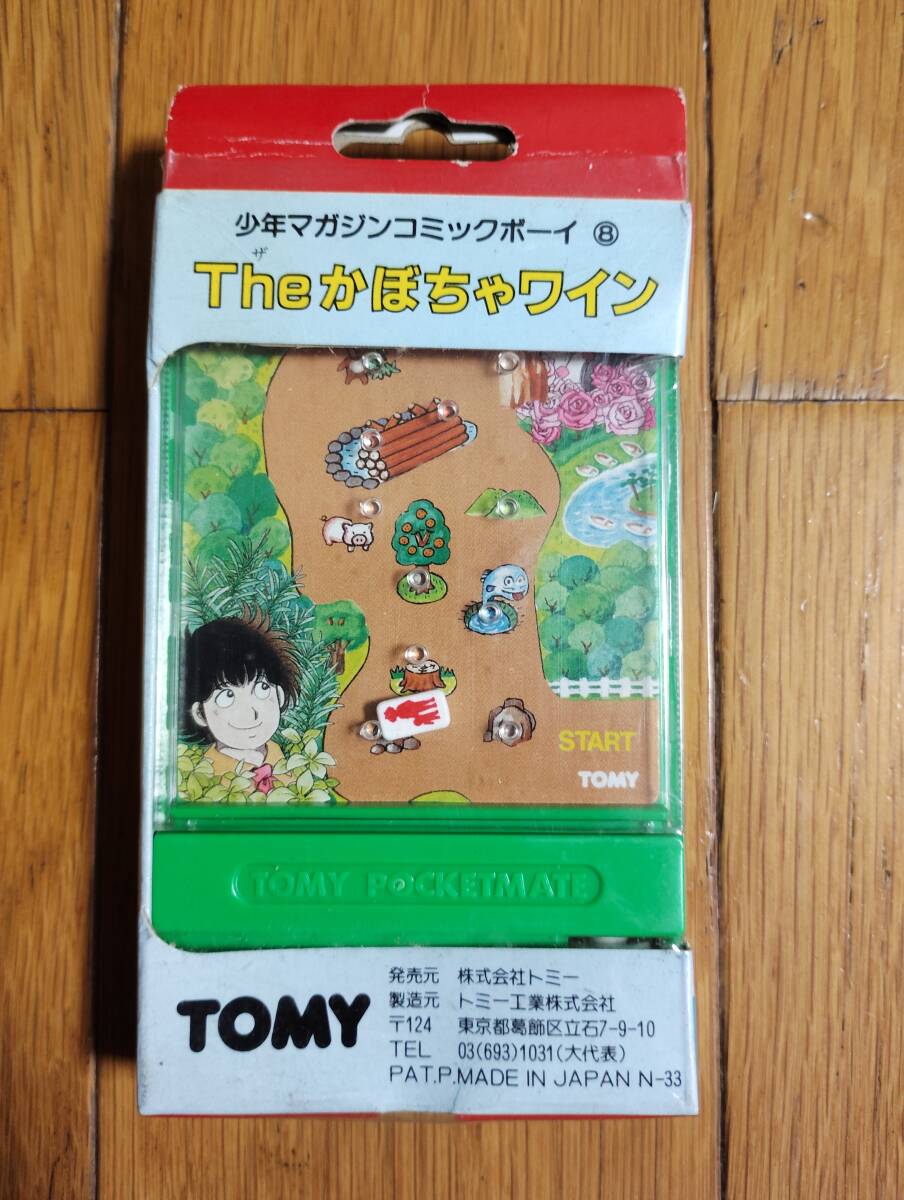 少年マガジンコミックボーイ ⑧
ザ
Theかぼちゃワイン
START
TOMY
TOMY POCKETMATE
TOMY
発売元 株式会社トミー
製造元 トミー工業株式会社
〒124 東京都葛飾区立石7-9-10
TEL 03(693)1031(大代表)
PAT.P.MADE IN JAPAN N-33